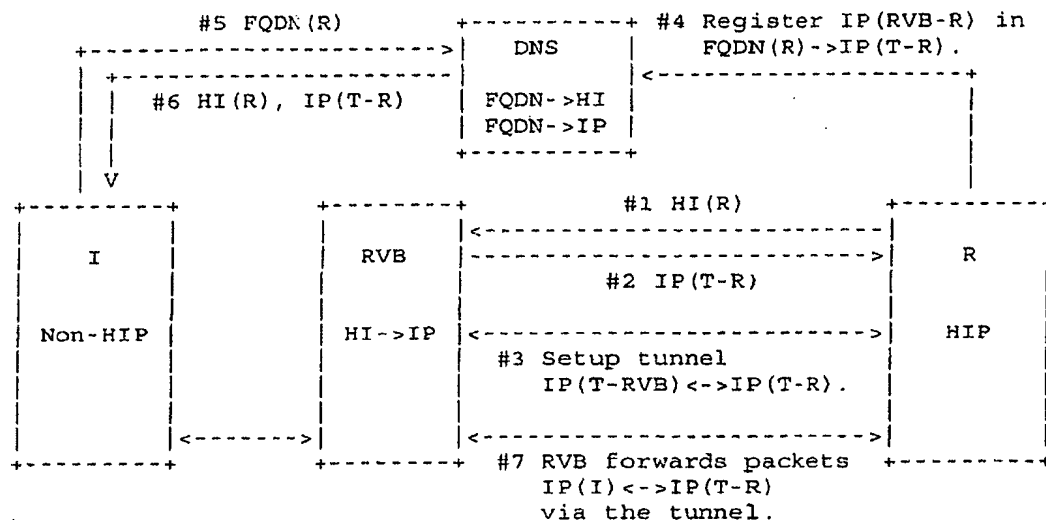 #5 FQDN(R)
#4 Register IP(RVB-R) in
FQDN(R)->IP(T-R).
DNS
#6 HI(R), IP(T-R)
FQDN->HI
FQDN->IP
#1 HI(R)
I
RVB
R
#2 IP(T-R)
Non-HIP
HI->IP
HIP
#3 Setup tunnel
IP(T-RVB)<->IP(T-R).
#7 RVB forwards packets
IP(I)<->IP(T-R)
via the tunnel.